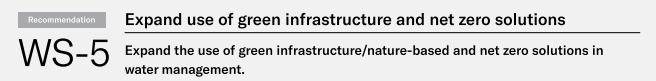 Recommendation
WS-5
Expand use of green infrastructure and net zero solutions
Expand the use of green infrastructure/nature-based and net zero solutions in
water management.